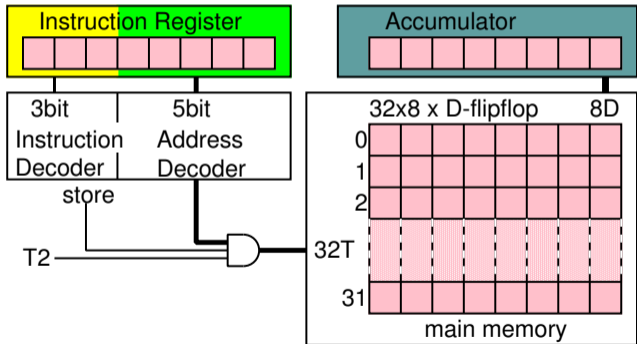 Instruction Register
Accumulator
3bit
5bit
32x8 x D-flipflop
8D
Instruction
Decoder
Address
Decoder
0
1
2
store
T2
32T
31
main memory